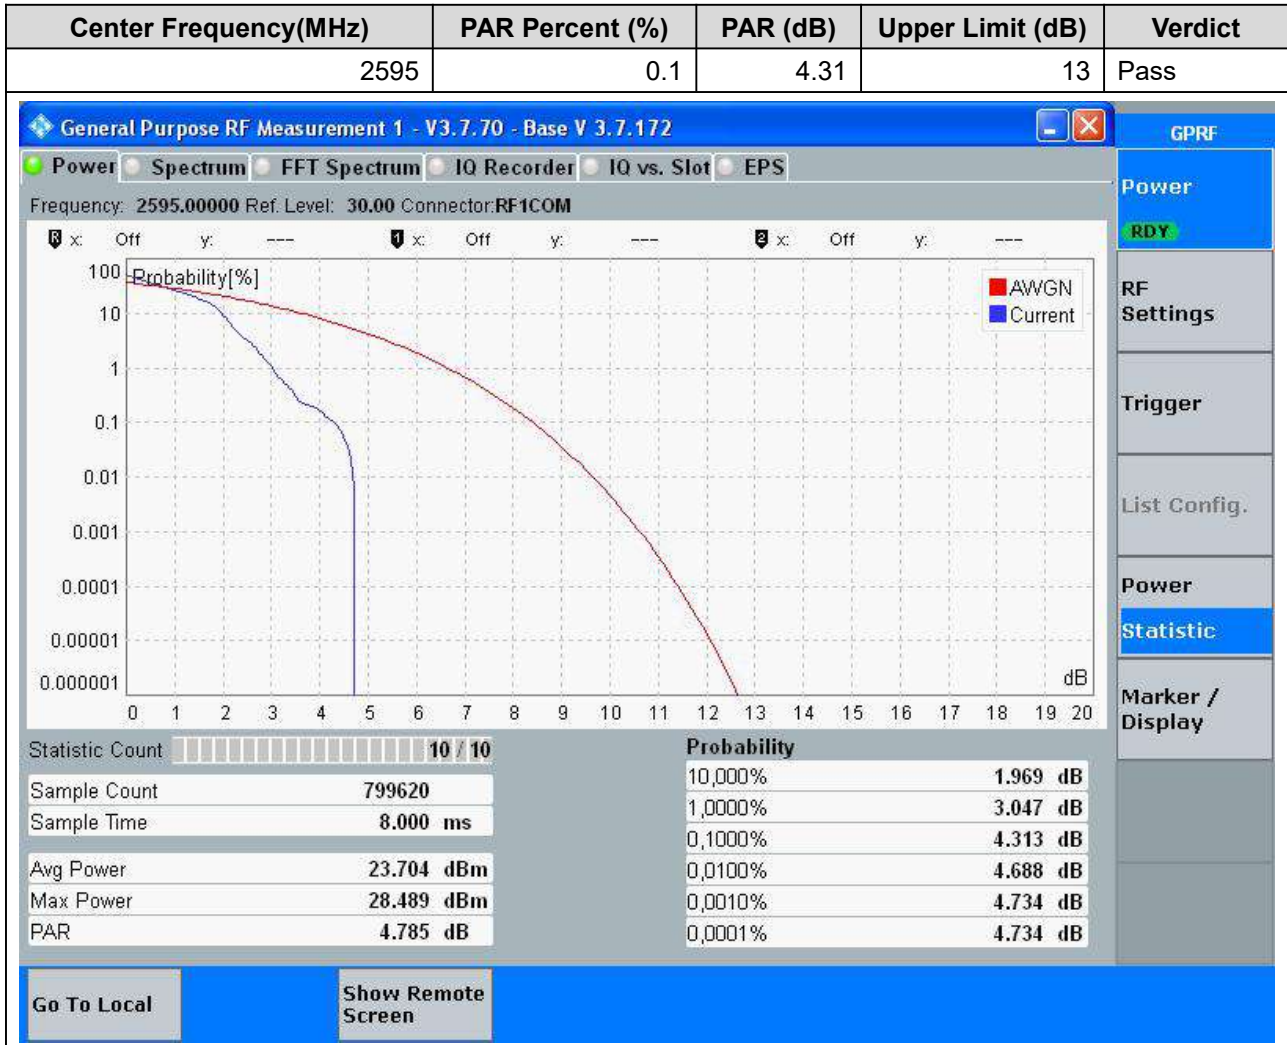 Center Frequency(MHz) PAR Percent (%) PAR (dB) Upper Limit (dB) Verdict
2595 0.1 4.31 13 Pass
General Purpose RF Measurement 1 - V3.7.70 - Base V 3.7.172
GPRF
Power Spectrum FFT Spectrum IQ Recorder IQ vs. Slot EPS
Power
RDY
Frequency: 2595.00000 Ref. Level: 30.00 Connector:RF1COM
R x: Off y: --- 1 x: Off y: --- 2 x: Off y: ---
Probability[%]
AWGN
Current
100
10
1
0.1
0.01
0.001
0.0001
0.00001
0.000001
dB
0 1 2 3 4 5 6 7 8 9 10 11 12 13 14 15 16 17 18 19 20
RF
Settings
Trigger
List Config.
Power
Statistic
Marker /
Display
Statistic Count 10 / 10
Sample Count 799620
Sample Time 8.000 ms
Avg Power 23.704 dBm
Max Power 28.489 dBm
PAR 4.785 dB
Probability
10,000% 1.969 dB
1,0000% 3.047 dB
0,1000% 4.313 dB
0,0100% 4.688 dB
0,0010% 4.734 dB
0,0001% 4.734 dB
Go To Local
Show Remote
Screen